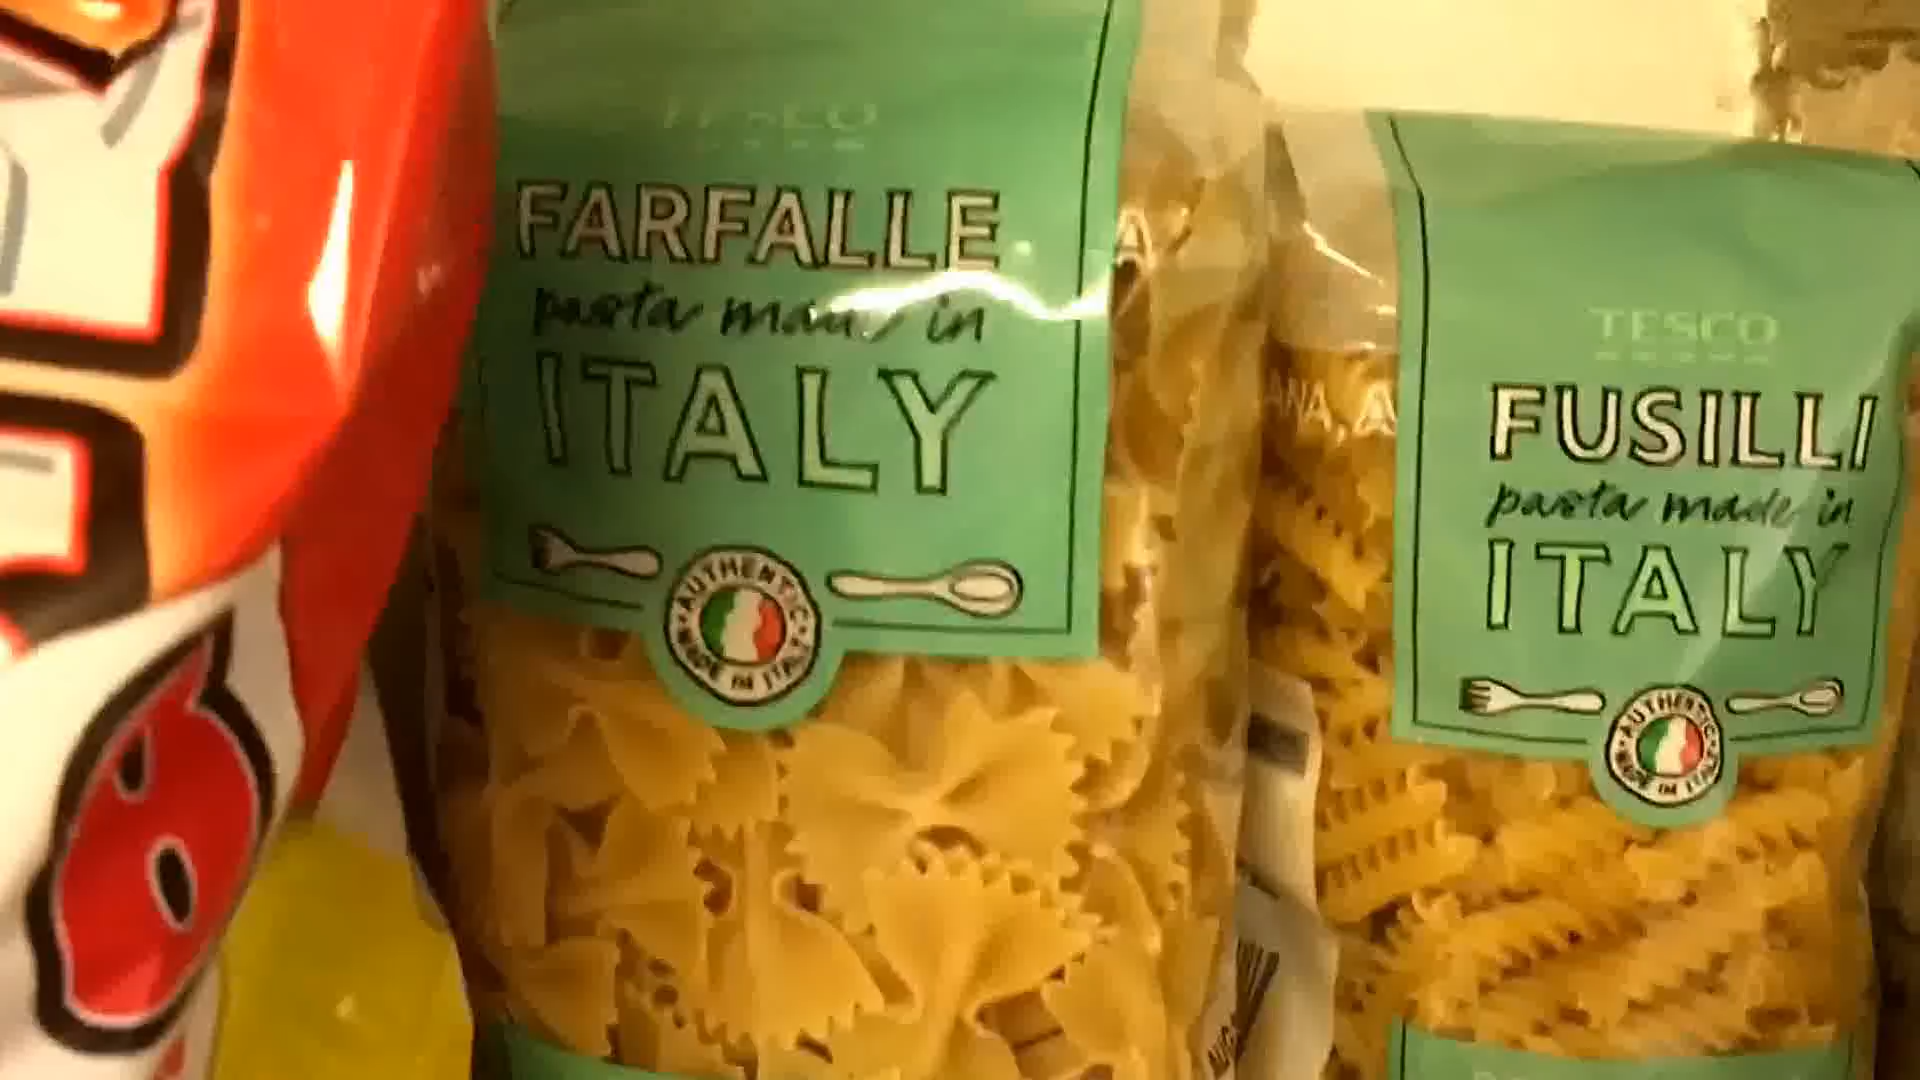 TESCO
FARFALLE
pasta made in
ITALY
AUTHENTIC
MADE IN ITALY
ANA, A
TESCO
FUSILLI
pasta made in
ITALY
AUTHENTIC
MADE IN ITALY